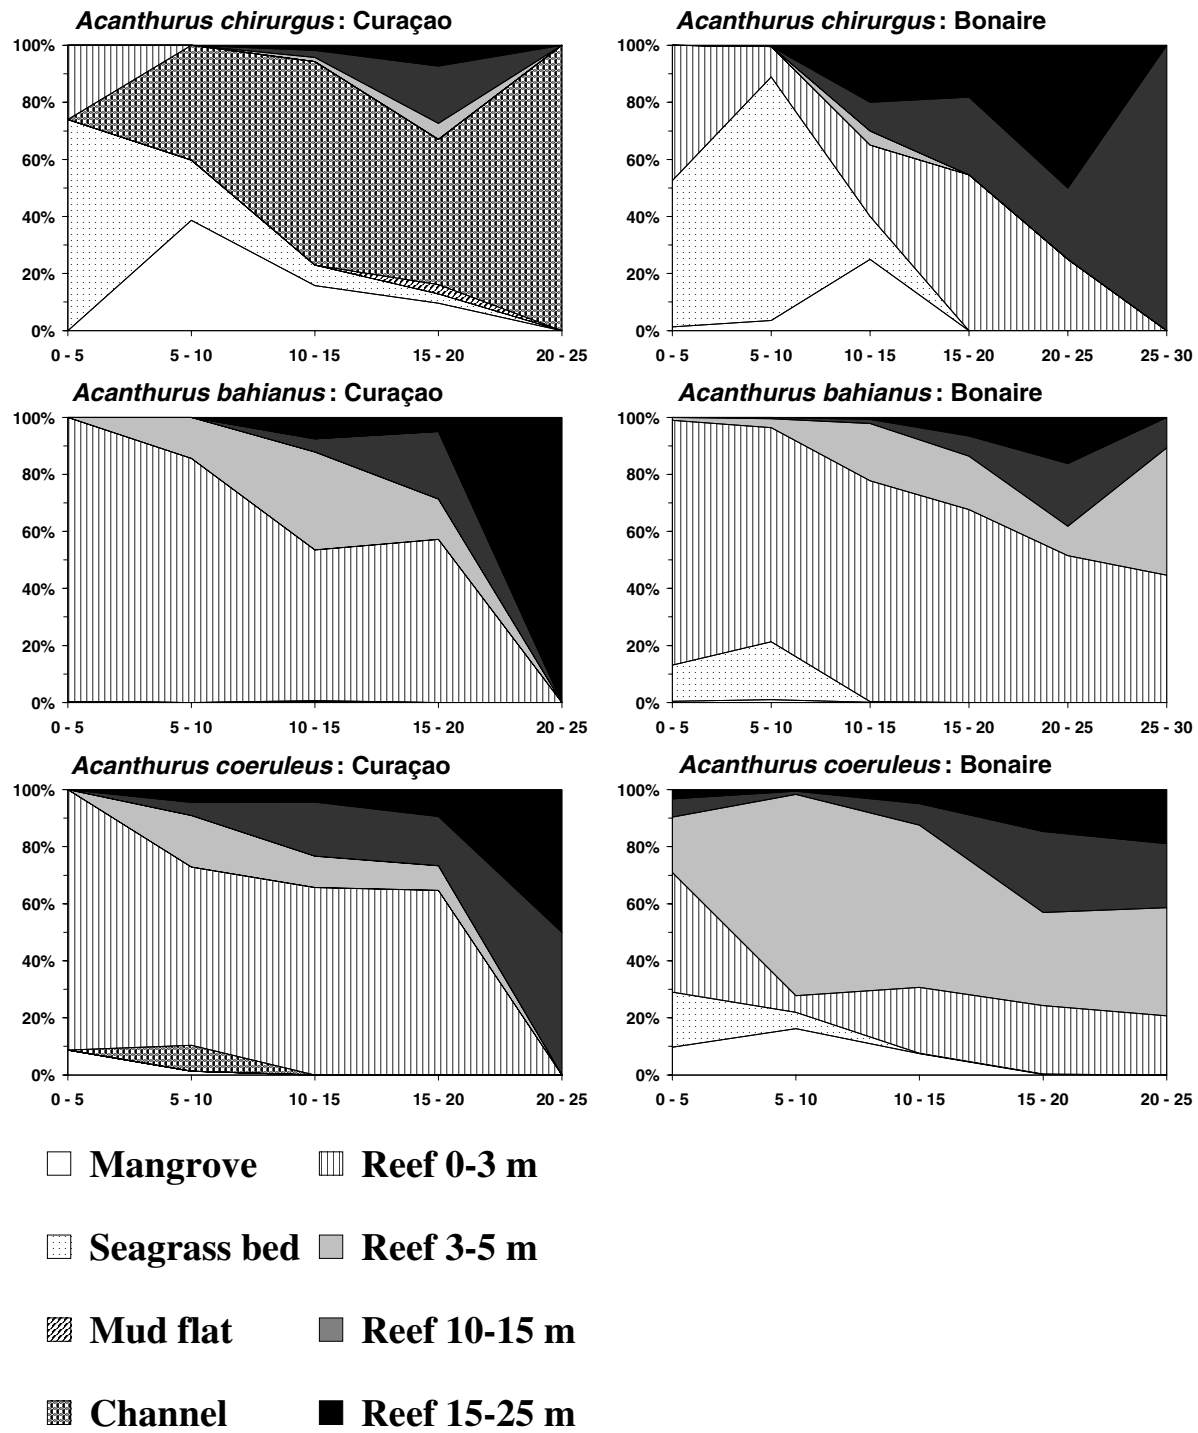 Acanthurus chirurgus: Curaçao
100%
80%
60%
40%
20%
0%
0 - 5 5 - 10 10 - 15 15 - 20 20 - 25
Acanthurus chirurgus: Bonaire
100%
80%
60%
40%
20%
0%
0 - 5 5 - 10 10 - 15 15 - 20 20 - 25 25 - 30
Acanthurus bahianus: Curaçao
100%
80%
60%
40%
20%
0%
0 - 5 5 - 10 10 - 15 15 - 20 20 - 25
Acanthurus bahianus: Bonaire
100%
80%
60%
40%
20%
0%
0 - 5 5 - 10 10 - 15 15 - 20 20 - 25 25 - 30
Acanthurus coeruleus: Curaçao
100%
80%
60%
40%
20%
0%
0 - 5 5 - 10 10 - 15 15 - 20 20 - 25
Acanthurus coeruleus: Bonaire
100%
80%
60%
40%
20%
0%
0 - 5 5 - 10 10 - 15 15 - 20 20 - 25
Mangrove
Seagrass bed
Mud flat
Channel
Reef 0-3 m
Reef 3-5 m
Reef 10-15 m
Reef 15-25 m